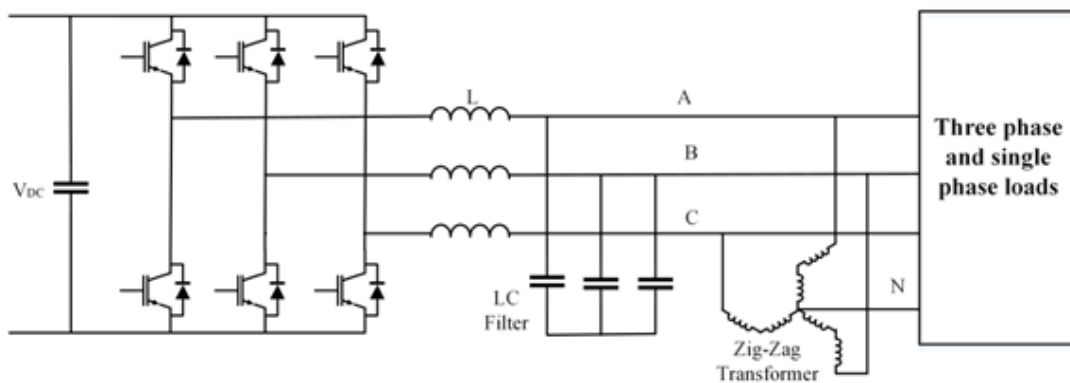 L
A
Three phase
and single
phase loads
B
VDC
C
N
LC
Filter
Zig-Zag
Transformer